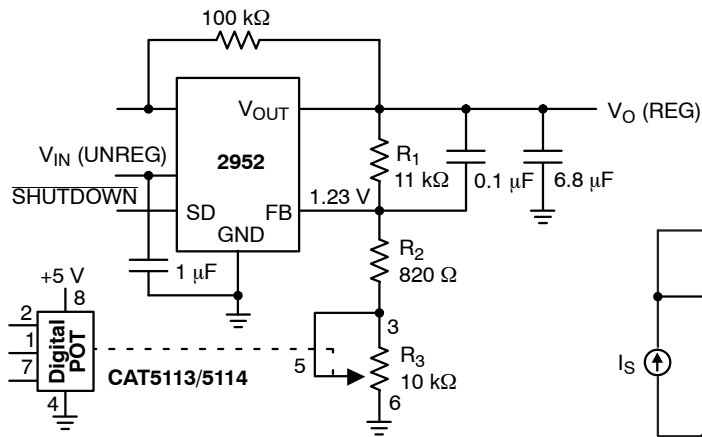 100 kΩ
VOUT
VO (REG)
VIN (UNREG)
2952
R1
11 kΩ
0.1 µF
6.8 µF
SHUTDOWN
SD
FB
1.23 V
GND
R2
820 Ω
1 µF
+5 V
8
2
1
7
4
Digital
POT
CAT5113/5114
3
5
R3
10 kΩ
6
IS